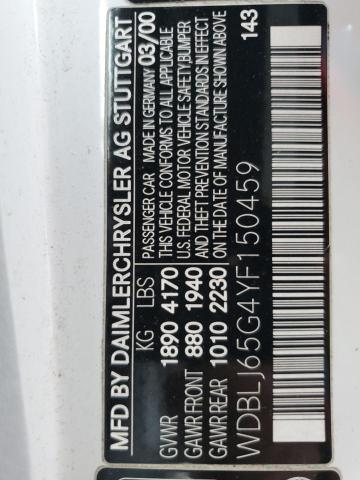 MFD BY DAIMLERCHRYSLER AG STUTTGART
KG LBS
GVWR 1890 4170
GAWR FRONT 880 1940
GAWR REAR 1010 2230
PASSENGER CAR MADE IN GERMANY 03/00
THIS VEHICLE CONFORMS TO ALL APPLICABLE
U.S. FEDERAL MOTOR VEHICLE SAFETY,BUMPER
AND THEFT PREVENTION STANDARDS IN EFFECT
ON THE DATE OF MANUFACTURE SHOWN ABOVE
WDBLJ65G4YF150459
143